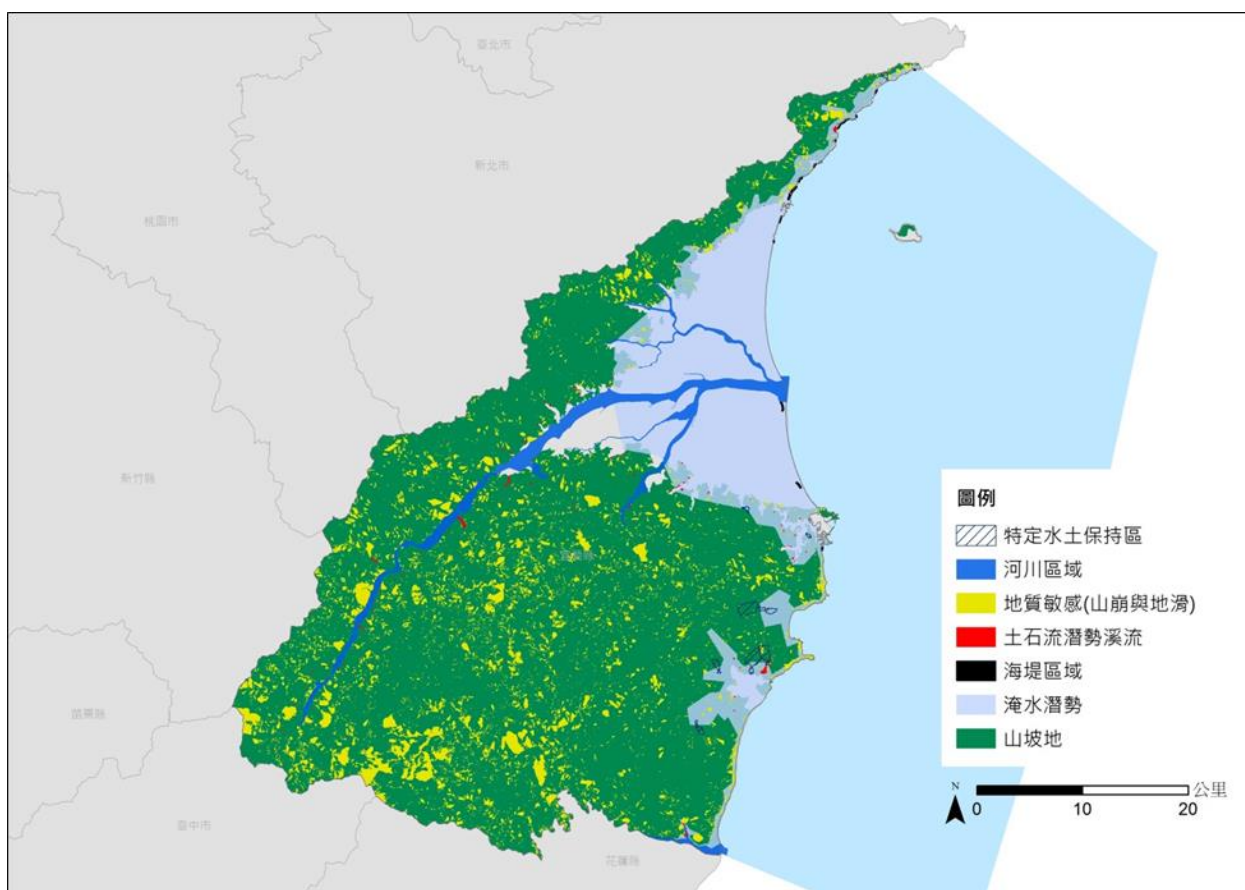 臺北市
新北市
桃園市
新竹縣
宜蘭縣
苗栗縣
臺中市
花蓮縣
圖例
特定水土保持區
河川區域
地質敏感(山崩與地滑)
土石流潛勢溪流
海堤區域
淹水潛勢
山坡地
N
公里
0 10 20